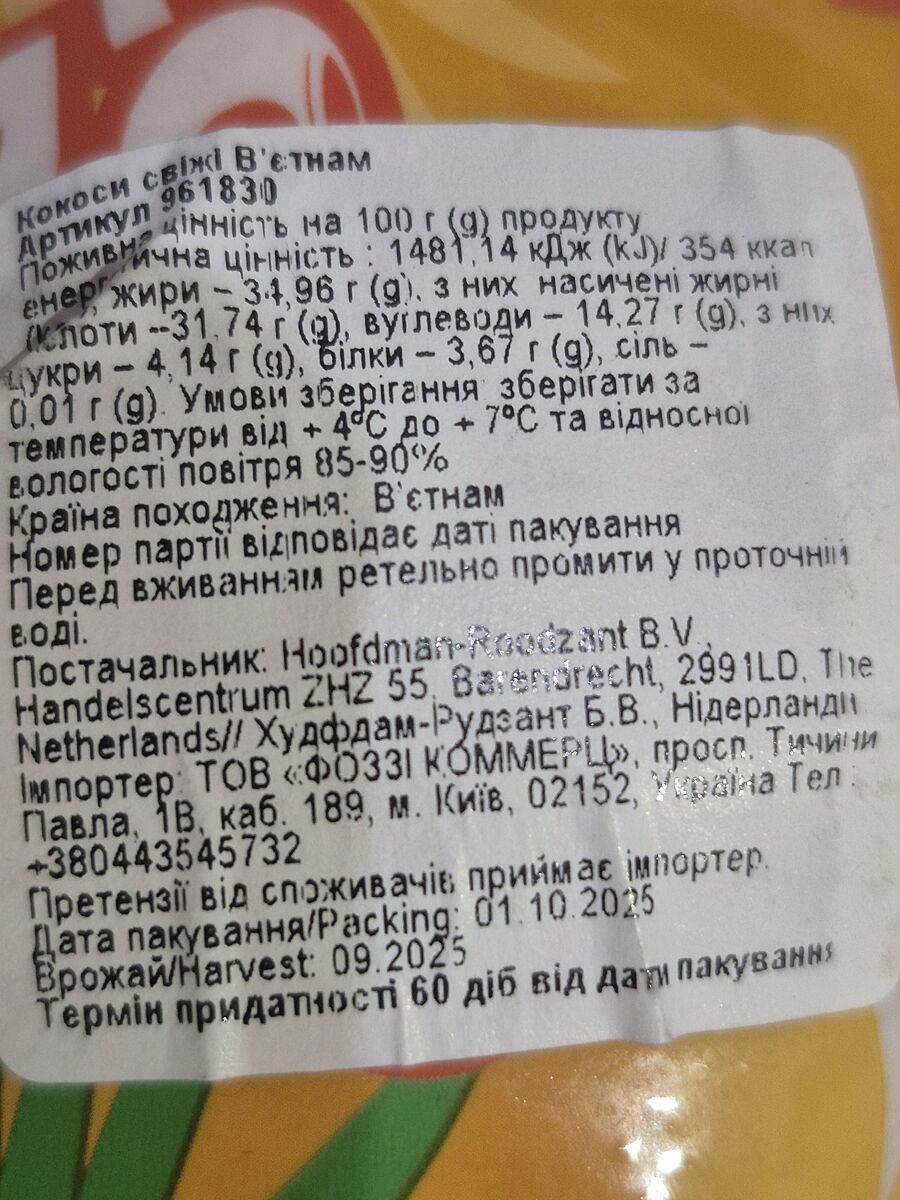 Кокоси свіжі В'єтнам
Артикул 961830
Поживна цінність на 100 г (g) продукту
енергетична цінність : 1481,14 кДж (kJ)/ 354 ккал
жири – 34,96 г (g), з них насичені жирні
кислоти --31,74 г (g), вуглеводи – 14,27 г (g), з них
цукри – 4,14 г (g), білки – 3,67 г (g), сіль –
0,01 г (g). Умови зберігання зберігати за
температури від + 4°С до + 7°С та відносної
вологості повітря 85-90%
Країна походження: В'єтнам
Номер партії відповідає даті пакування
Перед вживанням ретельно промити у проточній
воді.
Постачальник: Hoofdman-Roodzant B.V.,
Handelscentrum ZHZ 55, Barendrecht, 2991LD, The
Netherlands// Худфдам-Рудзант Б.В., Нідерланди
Імпортер: ТОВ «ФОЗЗІ КОММЕРЦ», просп. Тичини
Павла, 1В, каб. 189, м. Київ, 02152, Україна Тел.:
+380443545732
Претензії від споживачів приймає імпортер.
Дата пакування/Packing: 01.10.2025
Врожай/Harvest: 09.2025
Термін придатності 60 діб від дати пакування